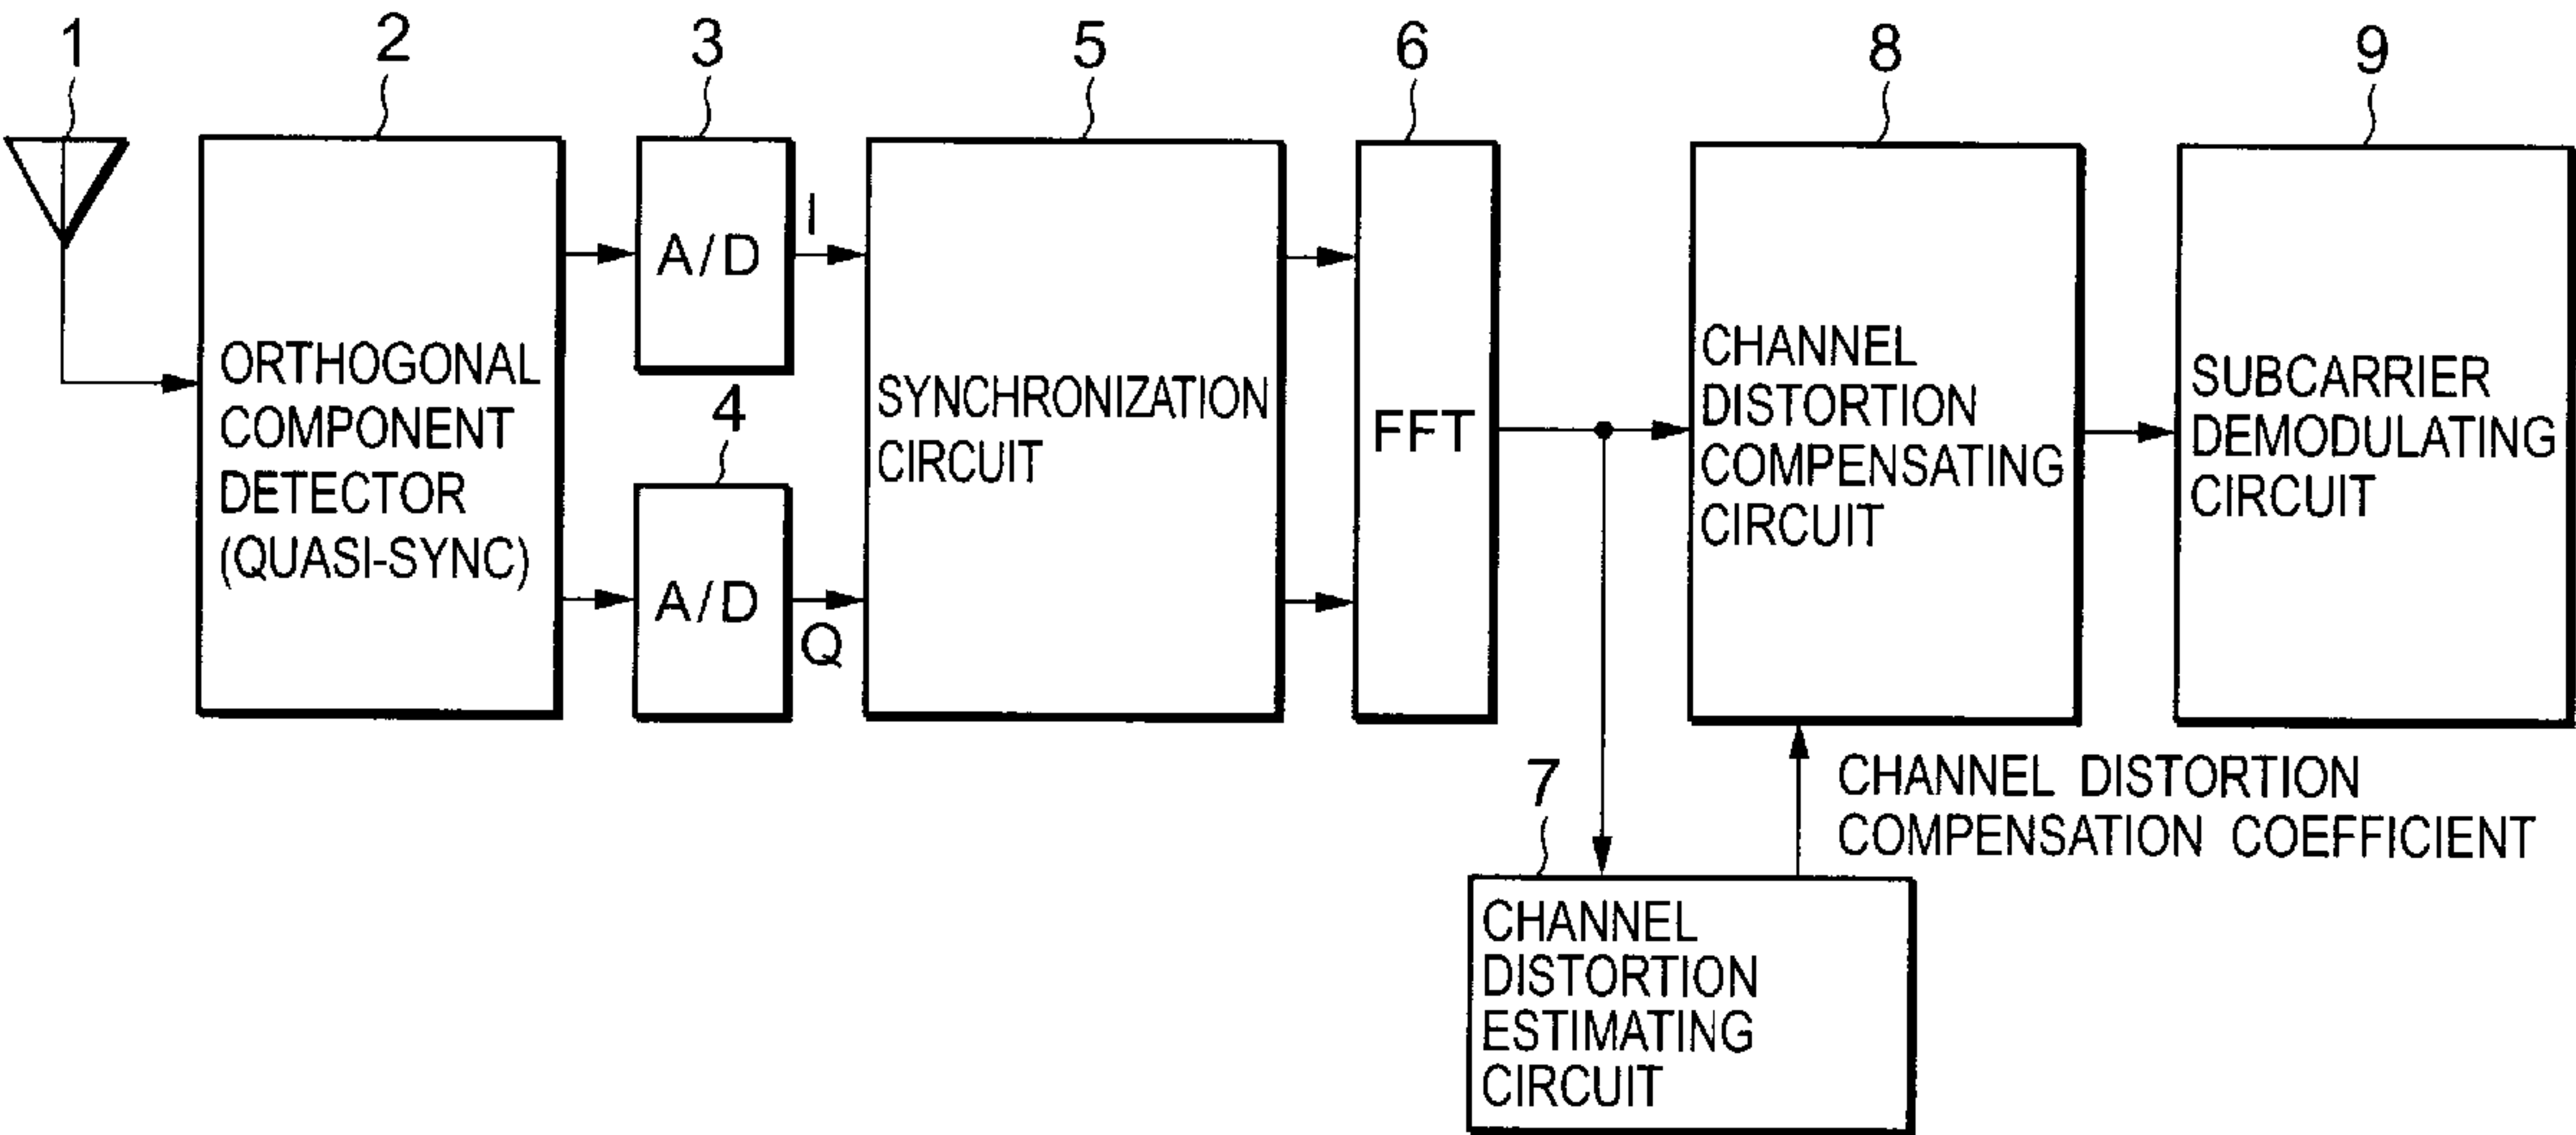 1
2
3
5
6
8
9
ORTHOGONAL
COMPONENT
DETECTOR
(QUASI-SYNC)
A/D
I
4
A/D
Q
SYNCHRONIZATION
CIRCUIT
FFT
CHANNEL
DISTORTION
COMPENSATING
CIRCUIT
SUBCARRIER
DEMODULATING
CIRCUIT
7
CHANNEL DISTORTION
COMPENSATION COEFFICIENT
CHANNEL
DISTORTION
ESTIMATING
CIRCUIT